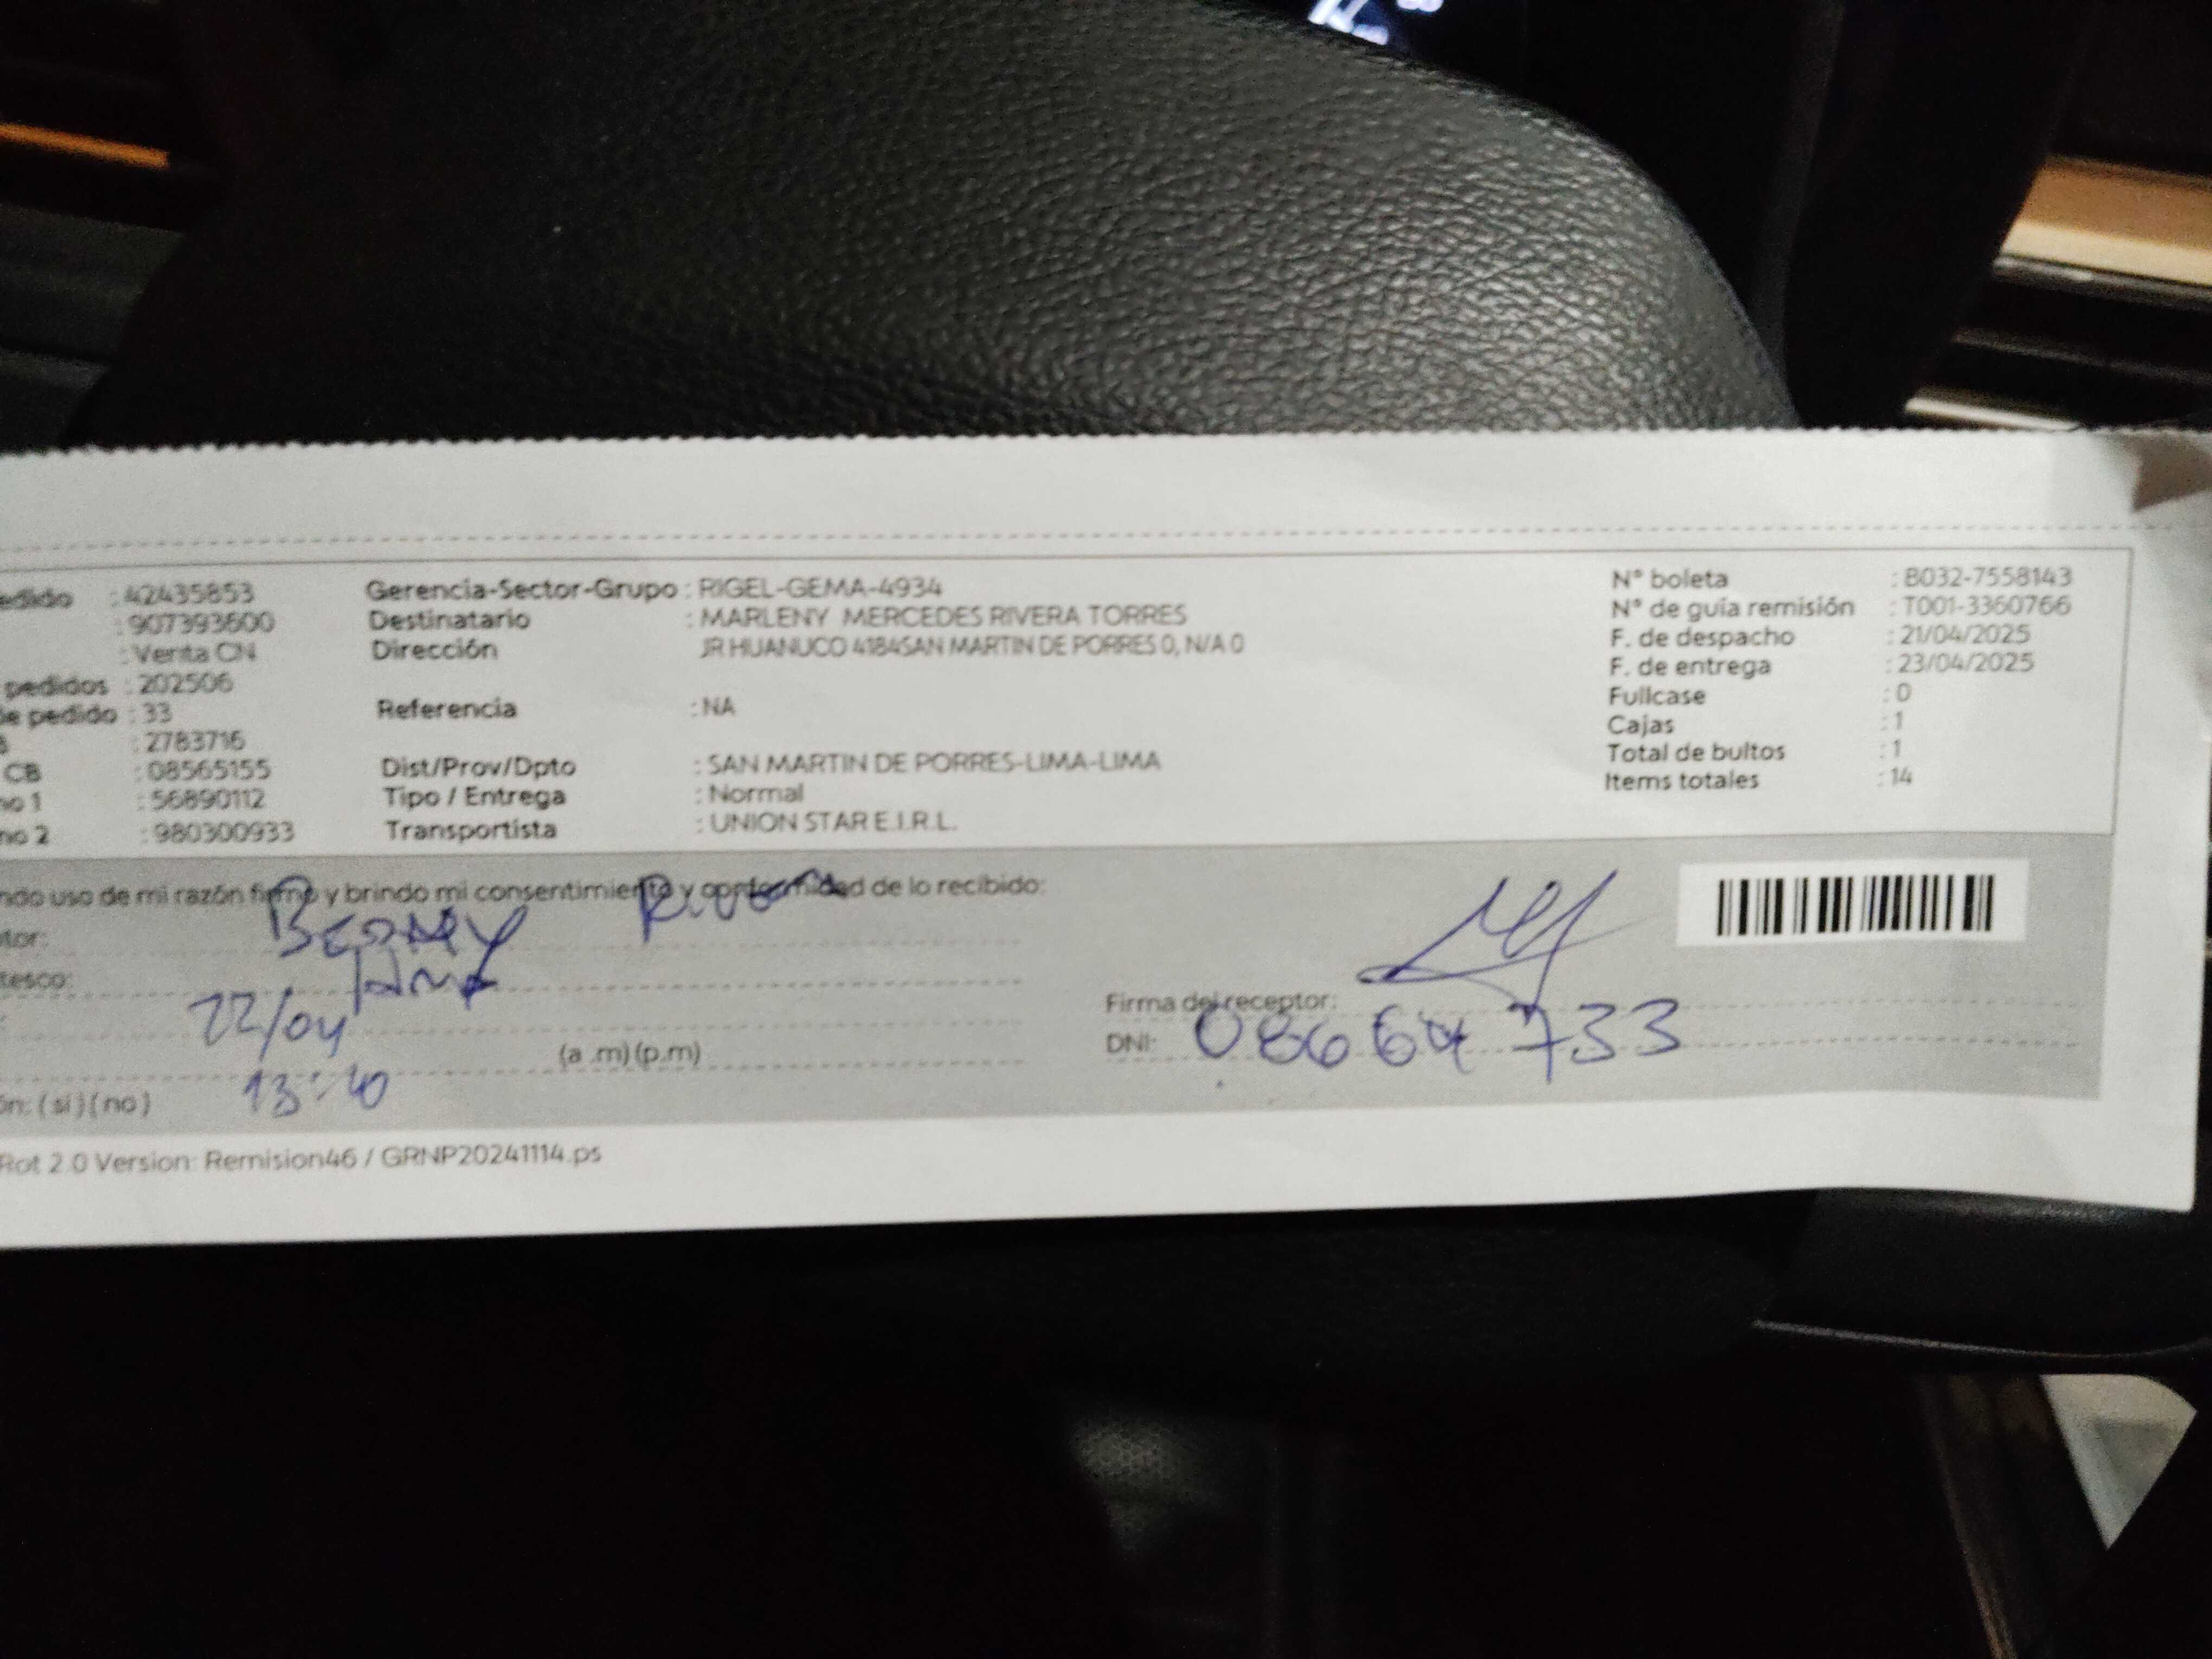 edido : 42435853 Gerencia-Sector-Grupo : RIGEL-GEMA-4934 N° boleta : B032-7558143
: 907393600 Destinatario : MARLENY MERCEDES RIVERA TORRES N° de guía remisión : T001-3360766
: Venta CN Dirección JR HUANUCO 4184SAN MARTIN DE PORRES 0, N/A 0 F. de despacho : 21/04/2025
pedidos : 202506 F. de entrega : 23/04/2025
de pedido : 33 Referencia : NA Fullcase : 0
: 2783716 Cajas : 1
CB : 08565155 Dist/Prov/Dpto : SAN MARTIN DE PORRES-LIMA-LIMA Total de bultos : 1
no 1 : 56890112 Tipo / Entrega : Normal Items totales : 14
no 2 : 980300933 Transportista : UNION STAR E.I.R.L.
ndo uso de mi razón firmo y brindo mi consentimiento y conformidad de lo recibido:
tor:
tesco:
22/04 Firma del receptor:
(a .m) (p.m) DNI: 08664733
ón: (si) (no) 13:40
Rot 2.0 Version: Remision46 / GRNP20241114.ps